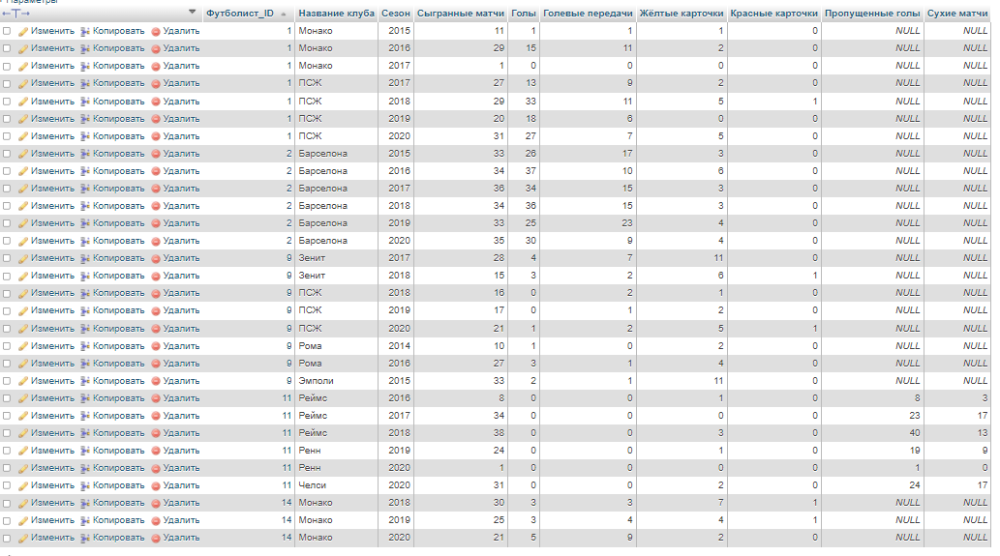 Параметры
←T→ Футболист_ID Название клуба Сезон Сыгранные матчи Голы Голевые передачи Жёлтые карточки Красные карточки Пропущенные голы Сухие матчи
Изменить Копировать Удалить 1 Монако 2015 11 1 1 1 0 NULL NULL
Изменить Копировать Удалить 1 Монако 2016 29 15 11 2 0 NULL NULL
Изменить Копировать Удалить 1 Монако 2017 1 0 0 0 0 NULL NULL
Изменить Копировать Удалить 1 ПСЖ 2017 27 13 9 2 0 NULL NULL
Изменить Копировать Удалить 1 ПСЖ 2018 29 33 11 5 1 NULL NULL
Изменить Копировать Удалить 1 ПСЖ 2019 20 18 6 0 0 NULL NULL
Изменить Копировать Удалить 1 ПСЖ 2020 31 27 7 5 0 NULL NULL
Изменить Копировать Удалить 2 Барселона 2015 33 26 17 3 0 NULL NULL
Изменить Копировать Удалить 2 Барселона 2016 34 37 10 6 0 NULL NULL
Изменить Копировать Удалить 2 Барселона 2017 36 34 15 3 0 NULL NULL
Изменить Копировать Удалить 2 Барселона 2018 34 36 15 3 0 NULL NULL
Изменить Копировать Удалить 2 Барселона 2019 33 25 23 4 0 NULL NULL
Изменить Копировать Удалить 2 Барселона 2020 35 30 9 4 0 NULL NULL
Изменить Копировать Удалить 9 Зенит 2017 28 4 7 11 0 NULL NULL
Изменить Копировать Удалить 9 Зенит 2018 15 3 2 6 1 NULL NULL
Изменить Копировать Удалить 9 ПСЖ 2018 16 0 2 1 0 NULL NULL
Изменить Копировать Удалить 9 ПСЖ 2019 17 0 1 2 0 NULL NULL
Изменить Копировать Удалить 9 ПСЖ 2020 21 1 2 5 1 NULL NULL
Изменить Копировать Удалить 9 Рома 2014 10 1 0 2 0 NULL NULL
Изменить Копировать Удалить 9 Рома 2016 27 3 1 4 0 NULL NULL
Изменить Копировать Удалить 9 Эмполи 2015 33 2 1 11 0 NULL NULL
Изменить Копировать Удалить 11 Реймс 2016 8 0 0 1 0 8 3
Изменить Копировать Удалить 11 Реймс 2017 34 0 0 0 0 23 17
Изменить Копировать Удалить 11 Реймс 2018 38 0 0 3 0 40 13
Изменить Копировать Удалить 11 Ренн 2019 24 0 0 1 0 19 9
Изменить Копировать Удалить 11 Ренн 2020 1 0 0 0 0 1 0
Изменить Копировать Удалить 11 Челси 2020 31 0 0 2 0 24 17
Изменить Копировать Удалить 14 Монако 2018 30 3 3 7 1 NULL NULL
Изменить Копировать Удалить 14 Монако 2019 25 3 4 4 1 NULL NULL
Изменить Копировать Удалить 14 Монако 2020 21 5 9 2 0 NULL NULL